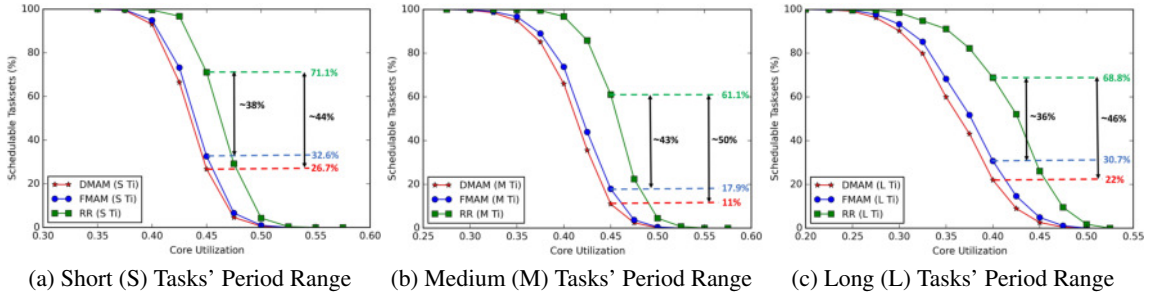 Schedulable Tasksets (%)
100
80
60
40
20
0
71.1%
~38%
~44%
32.6%
26.7%
DMAM (S Ti)
FMAM (S Ti)
RR (S Ti)
0.30 0.35 0.40 0.45 0.50 0.55 0.60
Core Utilization
(a) Short (S) Tasks' Period Range
Schedulable Tasksets (%)
100
80
60
40
20
0
61.1%
~43%
~50%
17.9%
11%
DMAM (M Ti)
FMAM (M Ti)
RR (M Ti)
0.25 0.30 0.35 0.40 0.45 0.50 0.55 0.60
Core Utilization
(b) Medium (M) Tasks' Period Range
Schedulable Tasksets (%)
100
80
60
40
20
0
68.8%
~36%
~46%
30.7%
22%
DMAM (L Ti)
FMAM (L Ti)
RR (L Ti)
0.20 0.25 0.30 0.35 0.40 0.45 0.50 0.55
Core Utilization
(c) Long (L) Tasks' Period Range